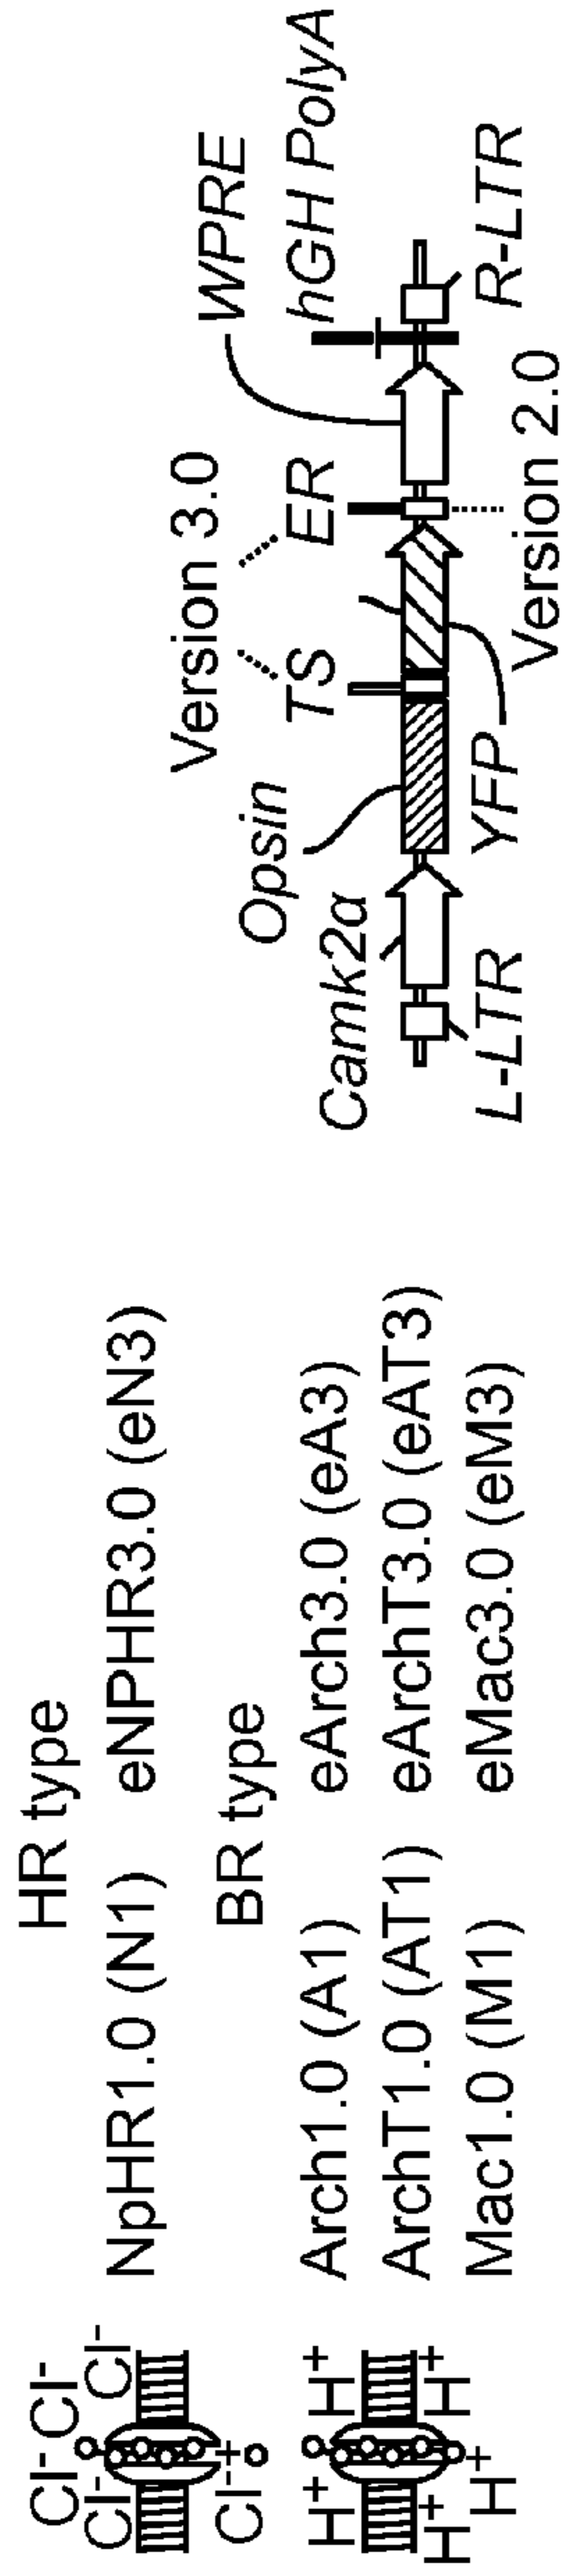 Cl⁻ Cl⁻
Cl⁻ Cl⁻
Cl⁻
HR type
NpHR1.0 (N1) eNPHR3.0 (eN3)
H⁺ H⁺
H⁺ H⁺
H⁺
BR type
Arch1.0 (A1) eArch3.0 (eA3)
ArchT1.0 (AT1) eArchT3.0 (eAT3)
Mac1.0 (M1) eMac3.0 (eM3)
Version 3.0
WPRE
Opsin
TS
ER
hGH PolyA
Camk2α
L-LTR
YFP
R-LTR
Version 2.0